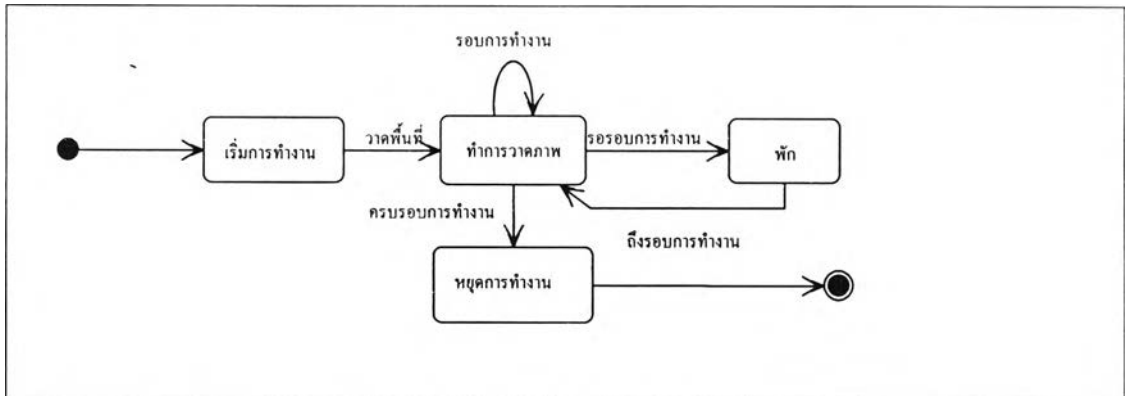 รอบการทำงาน
เริ่มการทำงาน
วาดพื้นที่
ทำการวาดภาพ
รอรอบการทำงาน
พัก
ครบรอบการทำงาน
ถึงรอบการทำงาน
หยุดการทำงาน